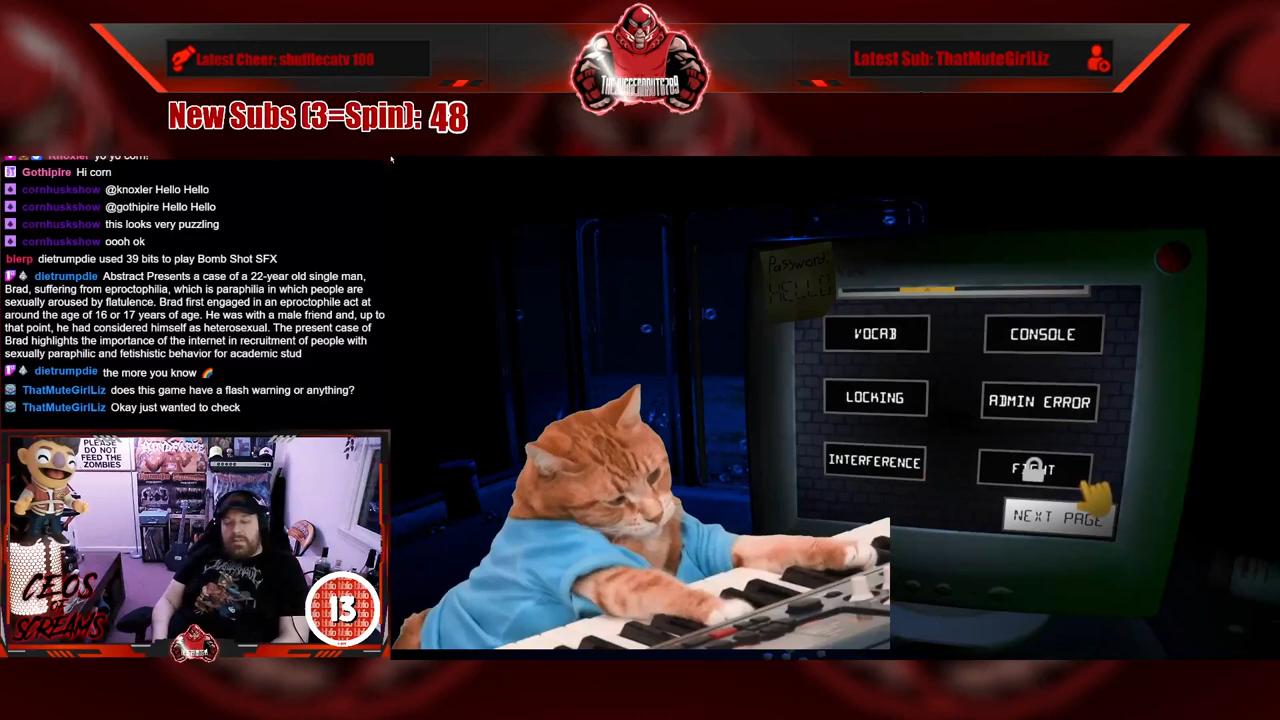 Latest Cheer: shufflecatv 100
THEJUGGERNAUT6789
Latest Sub: ThatMuteGirlLiz
New Subs (3=Spin): 48
Knoxler yo yo corn!
Gothipire Hi corn
cornhuskshow @knoxler Hello Hello
cornhuskshow @gothipire Hello Hello
cornhuskshow this looks very puzzling
cornhuskshow oooh ok
blerp dietrumpdie used 39 bits to play Bomb Shot SFX
dietrumpdie Abstract Presents a case of a 22-year old single man,
Brad, suffering from eproctophilia, which is paraphilia in which people are
sexually aroused by flatulence. Brad first engaged in an eproctophile act at
around the age of 16 or 17 years of age. He was with a male friend and, up to
that point, he had considered himself as heterosexual. The present case of
Brad highlights the importance of the internet in recruitment of people with
sexually paraphilic and fetishistic behavior for academic stud
dietrumpdie the more you know 🌈
ThatMuteGirlLiz does this game have a flash warning or anything?
ThatMuteGirlLiz Okay just wanted to check
Password:
HELLO
VOCAB
CONSOLE
LOCKING
ADMIN ERROR
INTERFERENCE
FIGHT
NEXT PAGE
PLEASE
DO NOT
FEED THE
ZOMBIES
CEOS
OF
SCREAMS
13